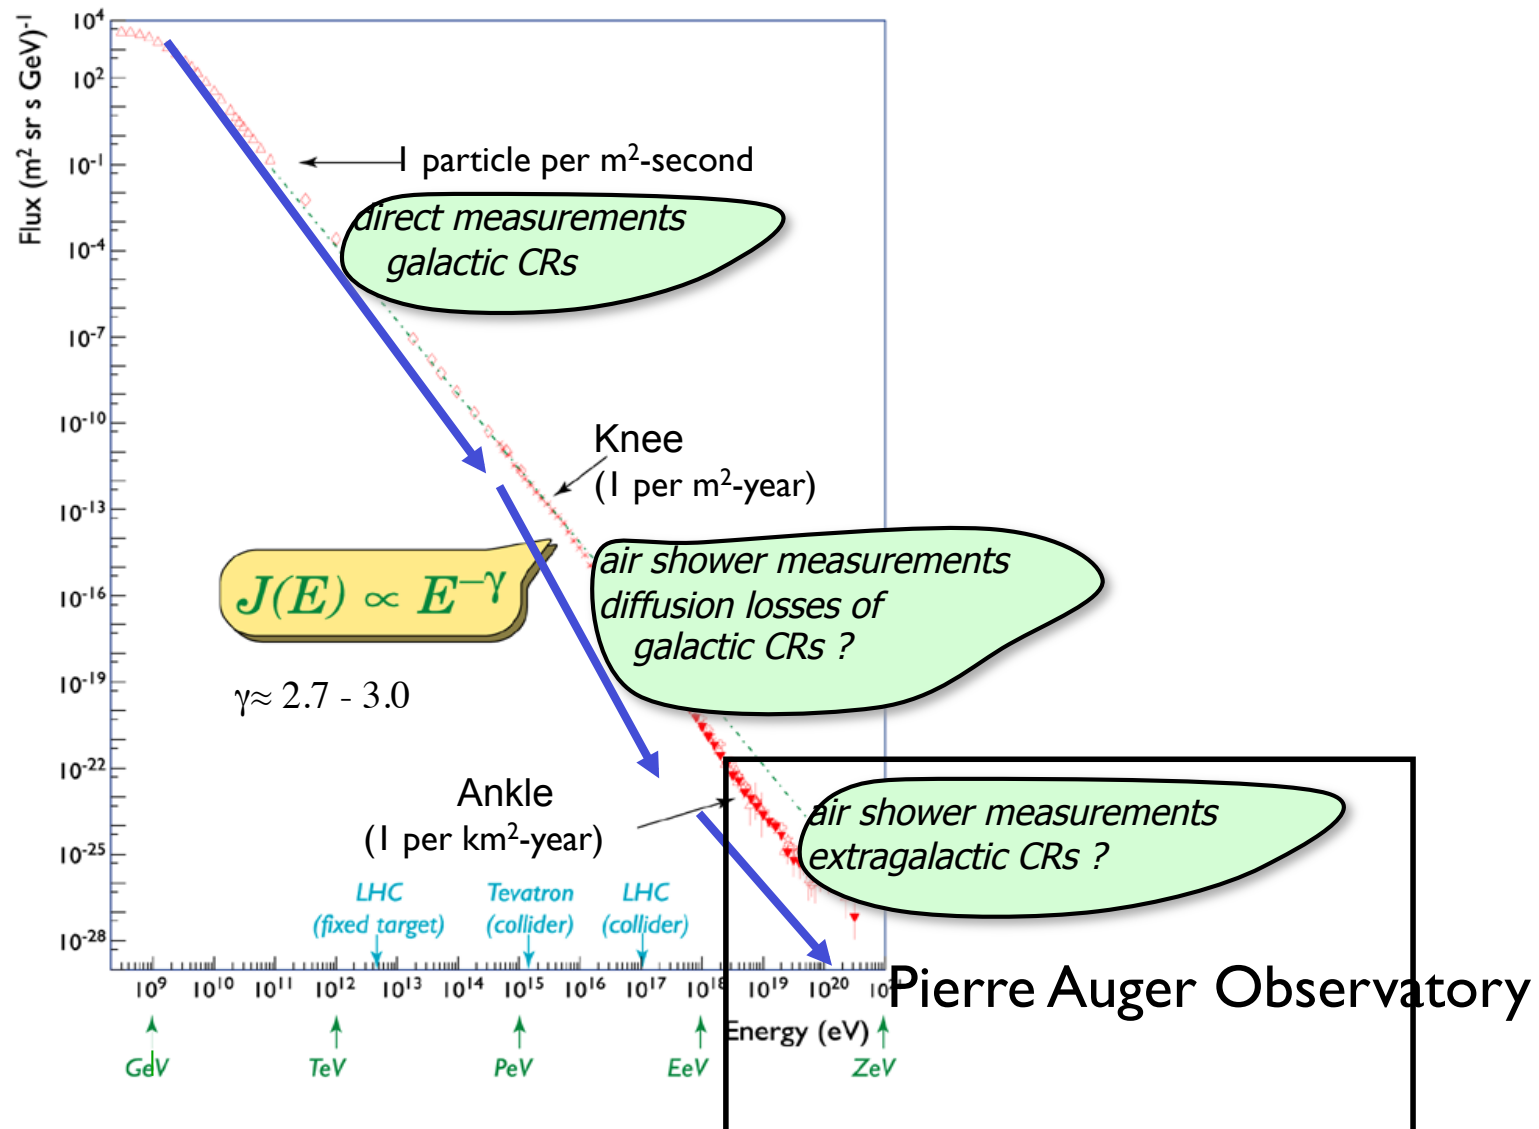 Flux (m² sr s GeV)⁻¹
10⁴
10²
10⁻¹
10⁻⁴
10⁻⁷
10⁻¹⁰
10⁻¹³
10⁻¹⁶
10⁻¹⁹
10⁻²²
10⁻²⁵
10⁻²⁸
1 particle per m²-second
direct measurements
galactic CRs
Knee
(1 per m²-year)
J(E) ∝ E⁻ᵞ
γ≈ 2.7 - 3.0
air shower measurements
diffusion losses of
galactic CRs ?
Ankle
(1 per km²-year)
air shower measurements
extragalactic CRs ?
LHC
(fixed target)
Tevatron
(collider)
LHC
(collider)
10⁹ 10¹⁰ 10¹¹ 10¹² 10¹³ 10¹⁴ 10¹⁵ 10¹⁶ 10¹⁷ 10¹⁸ 10¹⁹ 10²⁰
Pierre Auger Observatory
Energy (eV)
GeV TeV PeV EeV ZeV